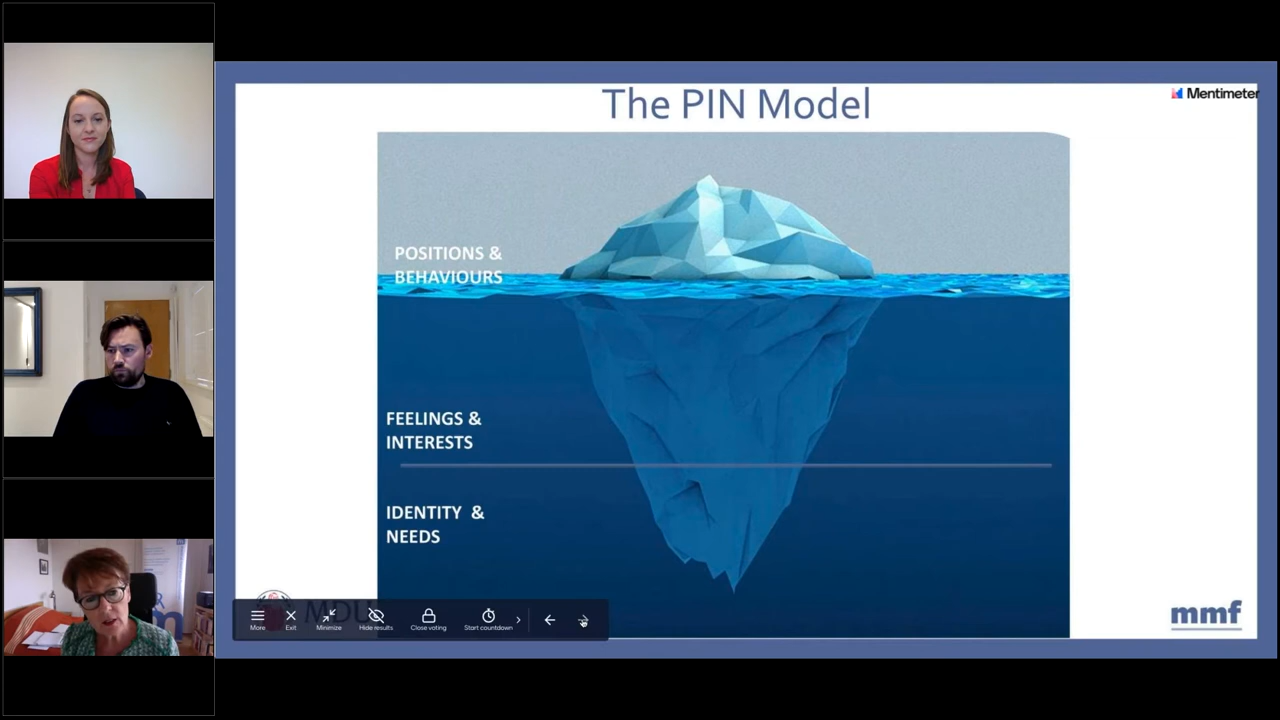 The PIN Model
Mentimeter
POSITIONS &
BEHAVIOURS
FEELINGS &
INTERESTS
IDENTITY &
NEEDS
MDU
More
Exit
Minimize
Hide results
Close voting
Start countdown
mmf